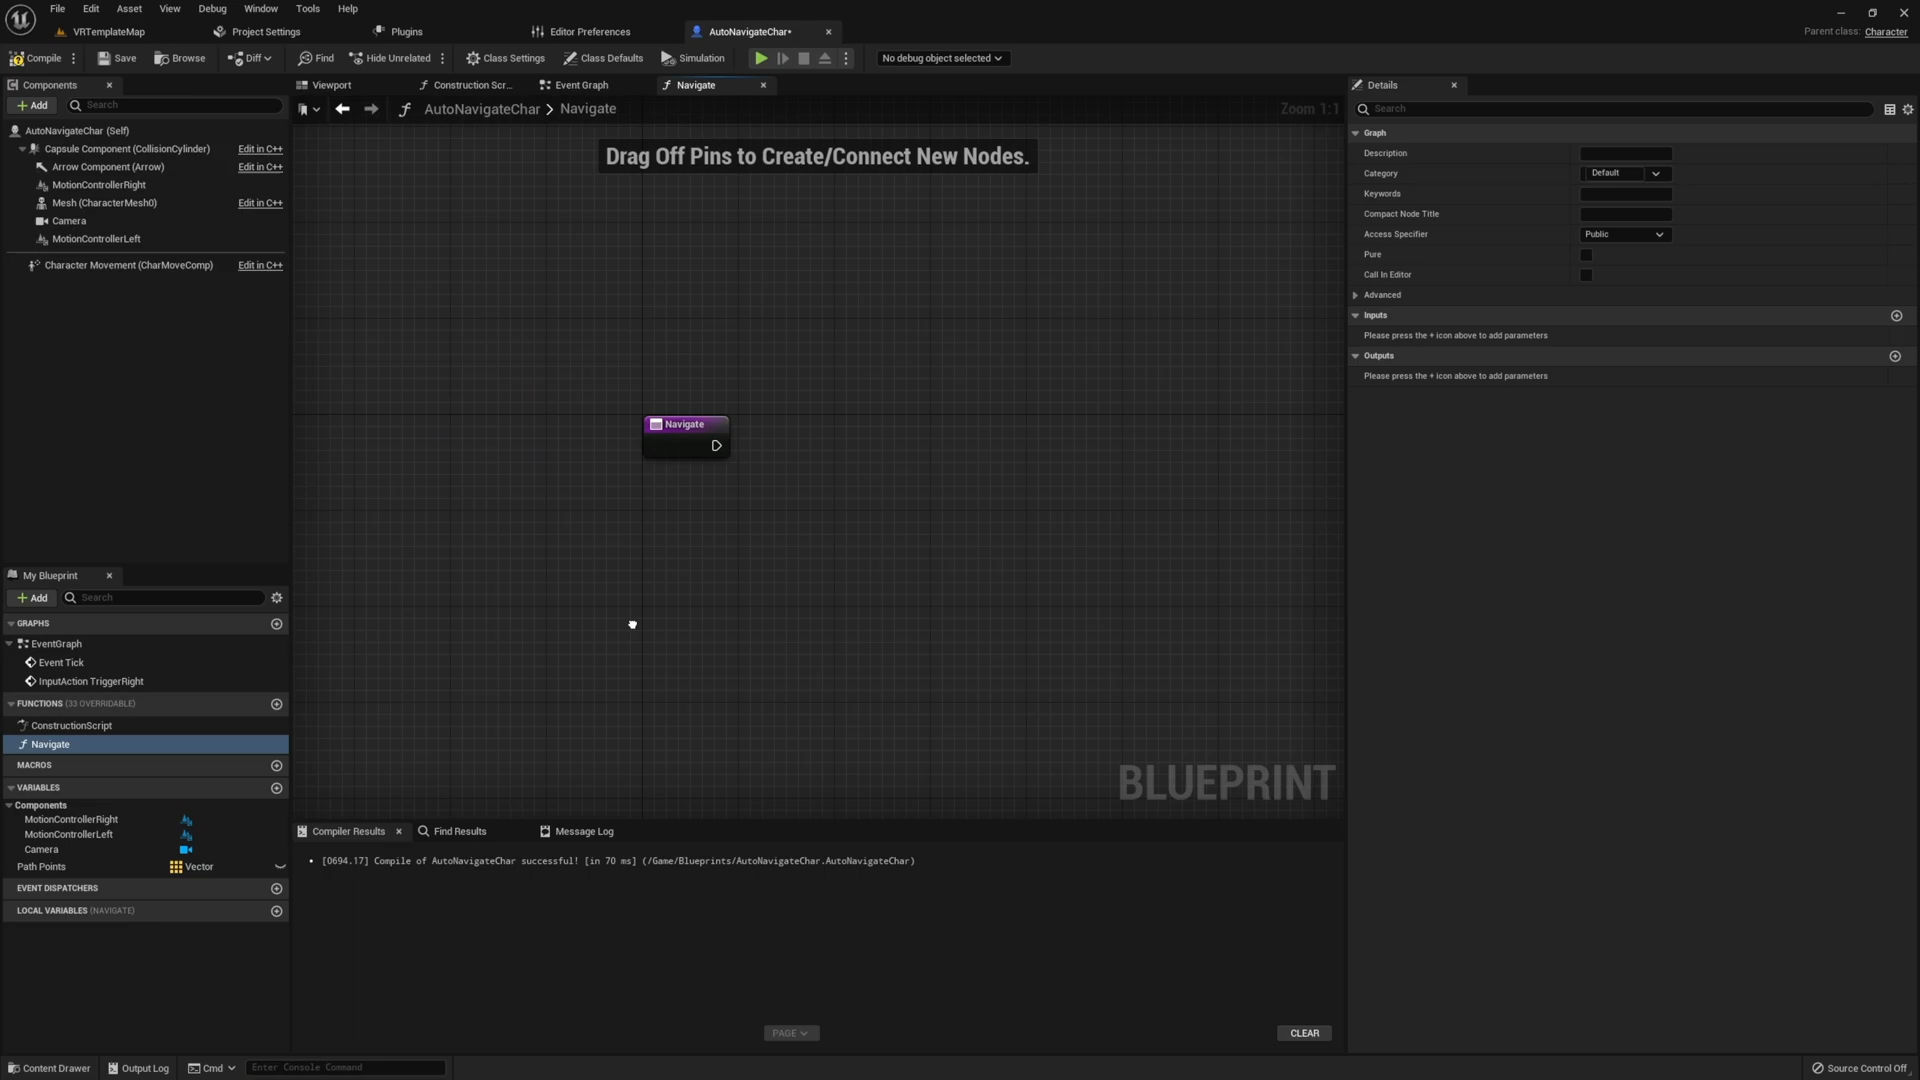 File Edit Asset View Debug Window Tools Help
VRTemplateMap Project Settings Plugins Editor Preferences AutoNavigateChar*
Parent class: Character
Compile Save Browse Diff Find Hide Unrelated Class Settings Class Defaults Simulation No debug object selected
Components
Add Search
AutoNavigateChar (Self)
Capsule Component (CollisionCylinder) Edit in C++
Arrow Component (Arrow) Edit in C++
MotionControllerRight
Mesh (CharacterMesh0) Edit in C++
Camera
MotionControllerLeft
Character Movement (CharMoveComp) Edit in C++
My Blueprint
Add Search
GRAPHS
EventGraph
Event Tick
InputAction TriggerRight
FUNCTIONS (33 OVERRIDABLE)
ConstructionScript
Navigate
MACROS
VARIABLES
Components
MotionControllerRight
MotionControllerLeft
Camera
Path Points Vector
EVENT DISPATCHERS
LOCAL VARIABLES (NAVIGATE)
Viewport Construction Scr... Event Graph Navigate
AutoNavigateChar > Navigate Zoom 1:1
Drag Off Pins to Create/Connect New Nodes.
Navigate
BLUEPRINT
Compiler Results Find Results Message Log
• [0694.17] Compile of AutoNavigateChar successful! [in 70 ms] (/Game/Blueprints/AutoNavigateChar.AutoNavigateChar)
PAGE CLEAR
Details
Search
Graph
Description
Category Default
Keywords
Compact Node Title
Access Specifier Public
Pure
Call In Editor
Advanced
Inputs
Please press the + icon above to add parameters
Outputs
Please press the + icon above to add parameters
Content Drawer Output Log Cmd Enter Console Command Source Control Off